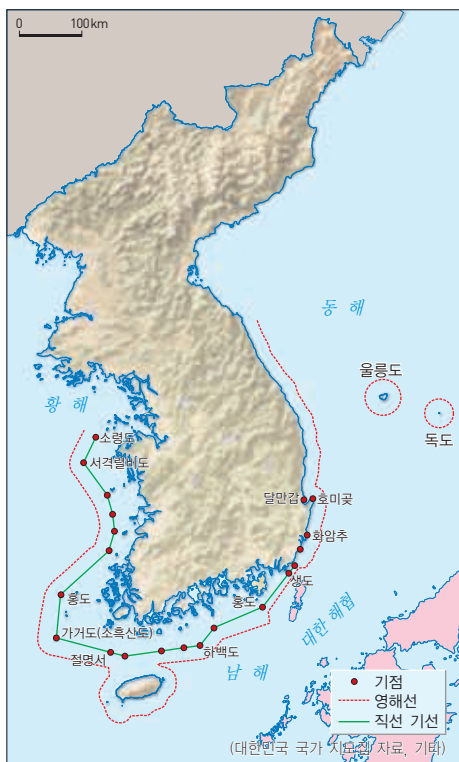 0 100km
동 해
울릉도
독도
황 해
소령도
서격렬비도
달만갑
호미곶
화암추
생도
홍도
홍도
대한 해협
가거도(소흑산도)
하백도
절명서
남 해
기점
영해선
직선 기선
(대한민국 국가 지도집 자료, 기타)